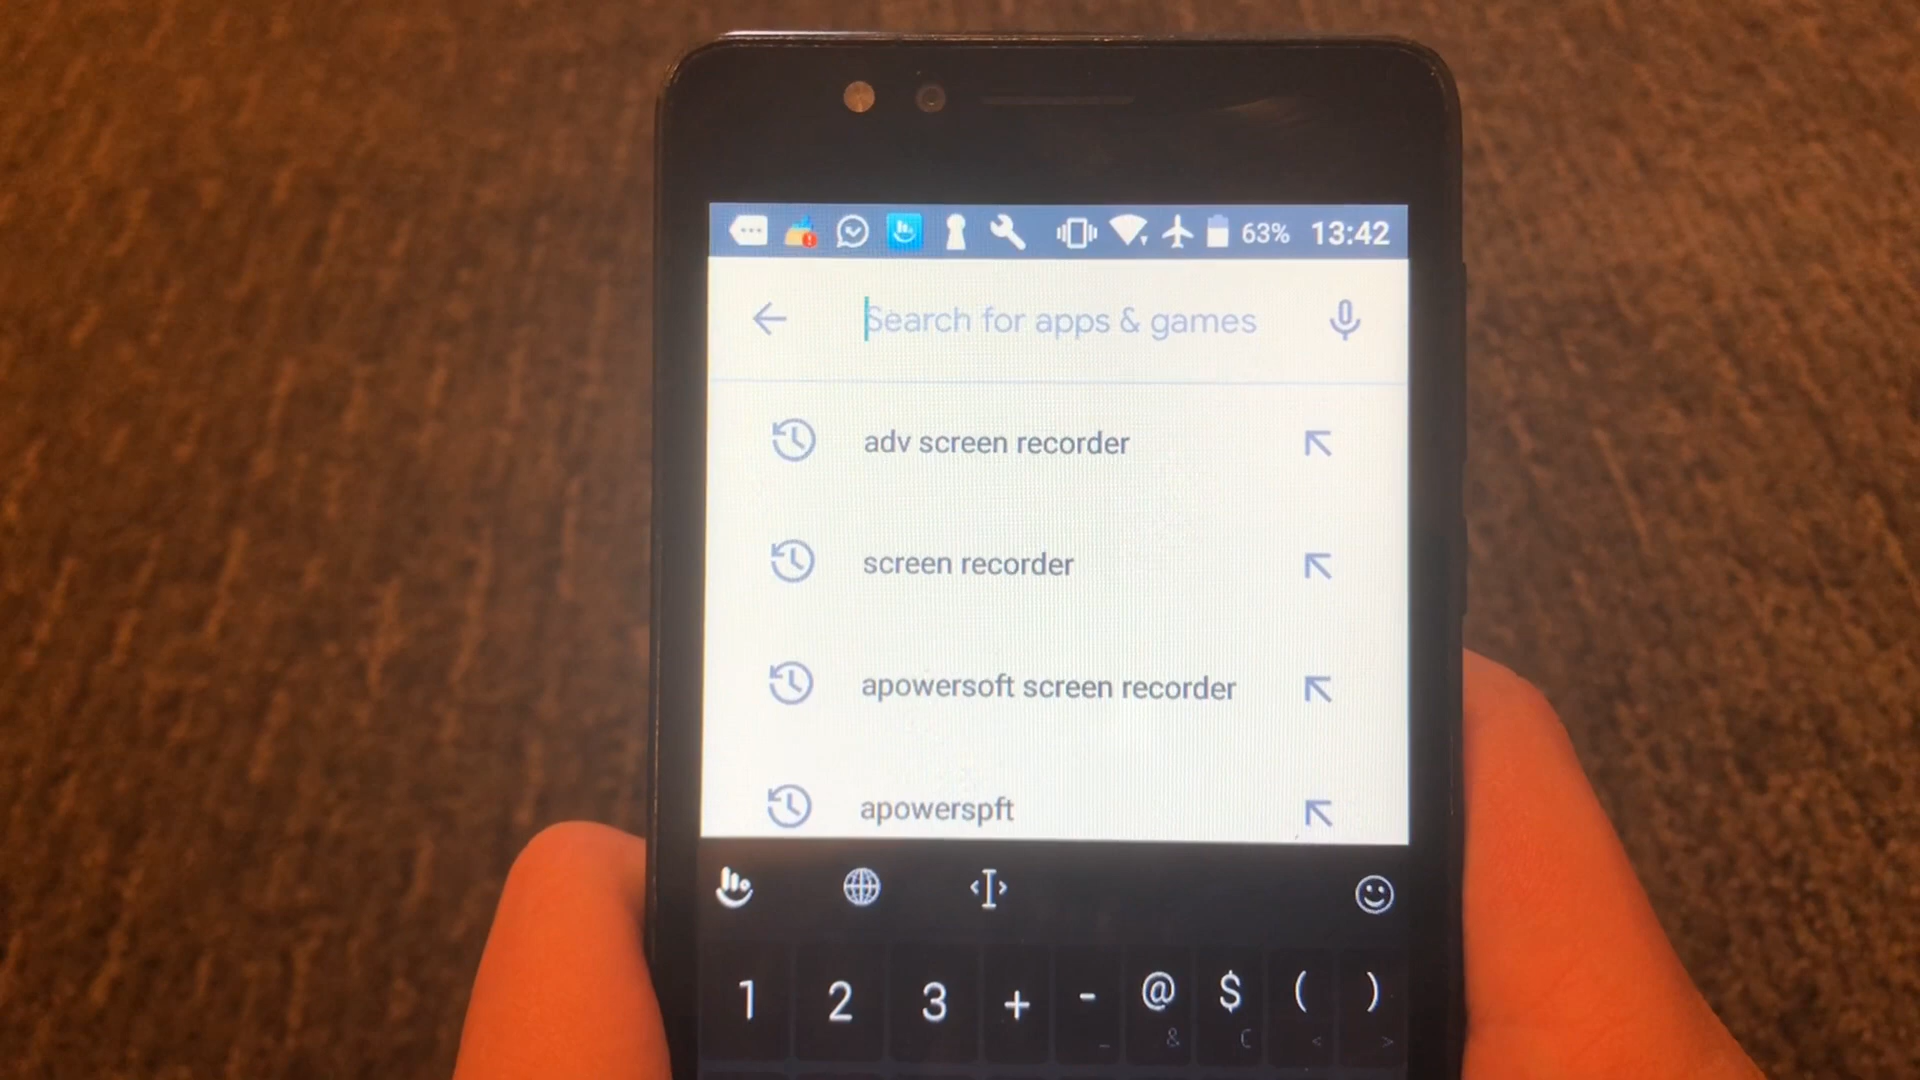 63% 13:42
Search for apps & games
adv screen recorder
screen recorder
apowersoft screen recorder
apowerspft
1 2 3 + - @ $ ( )
_ & < >